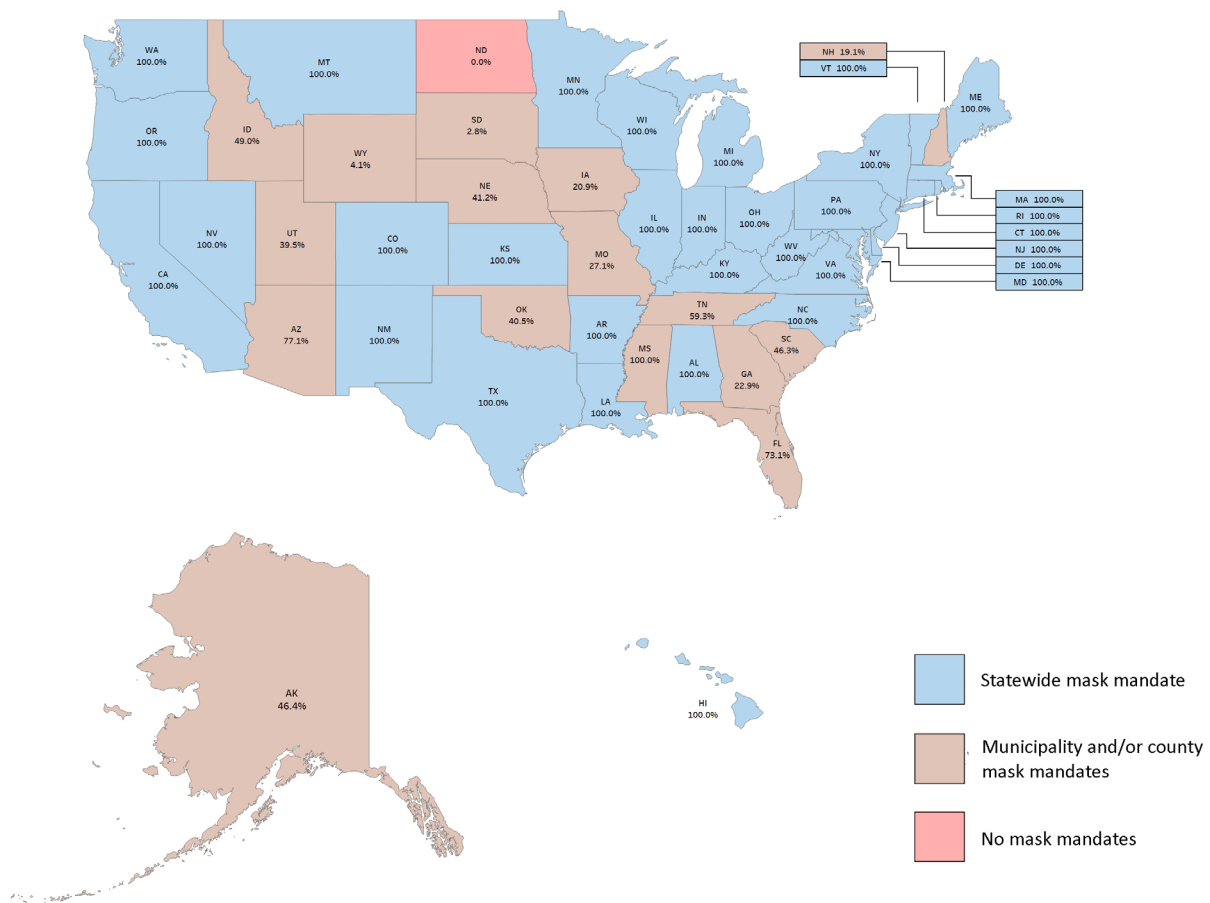 NH 19.1%
VT 100.0%
WA
100.0%
MT
100.0%
ND
0.0%
MN
100.0%
ME
100.0%
OR
100.0%
ID
49.0%
WY
4.1%
SD
2.8%
WI
100.0%
MI
100.0%
NY
100.0%
NE
41.2%
IA
20.9%
MA 100.0%
RI 100.0%
CT 100.0%
NJ 100.0%
DE 100.0%
MD 100.0%
PA
100.0%
IL
100.0%
IN
100.0%
OH
100.0%
NV
100.0%
UT
39.5%
CO
100.0%
KS
100.0%
MO
27.1%
WV
100.0%
VA
100.0%
KY
100.0%
CA
100.0%
AZ
77.1%
NM
100.0%
OK
40.5%
AR
100.0%
TN
59.3%
NC
100.0%
MS
100.0%
AL
100.0%
GA
22.9%
SC
46.3%
TX
100.0%
LA
100.0%
FL
73.1%
AK
46.4%
HI
100.0%
Statewide mask mandate
Municipality and/or county
mask mandates
No mask mandates